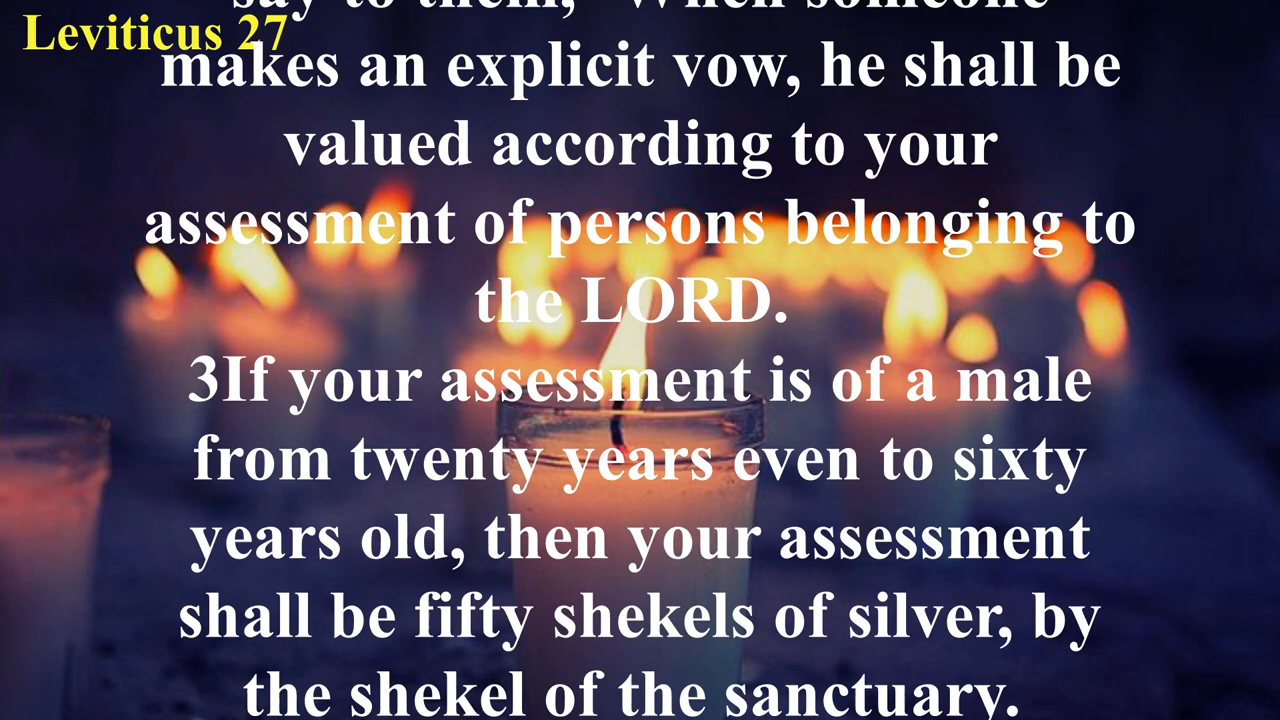 say to them, "When someone
Leviticus 27
makes an explicit vow, he shall be
valued according to your
assessment of persons belonging to
the LORD.
3If your assessment is of a male
from twenty years even to sixty
years old, then your assessment
shall be fifty shekels of silver, by
the shekel of the sanctuary.